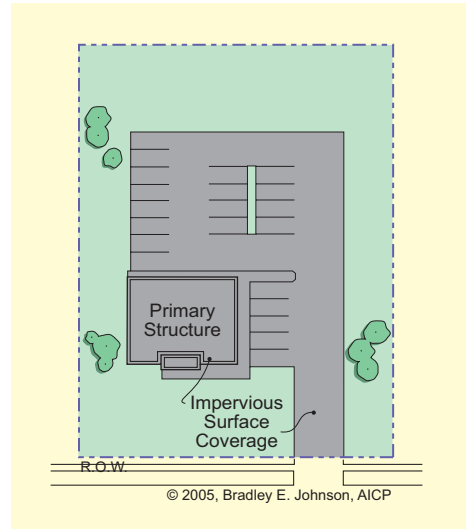 Primary
Structure
Impervious
Surface
Coverage
R.O.W.
© 2005, Bradley E. Johnson, AICP